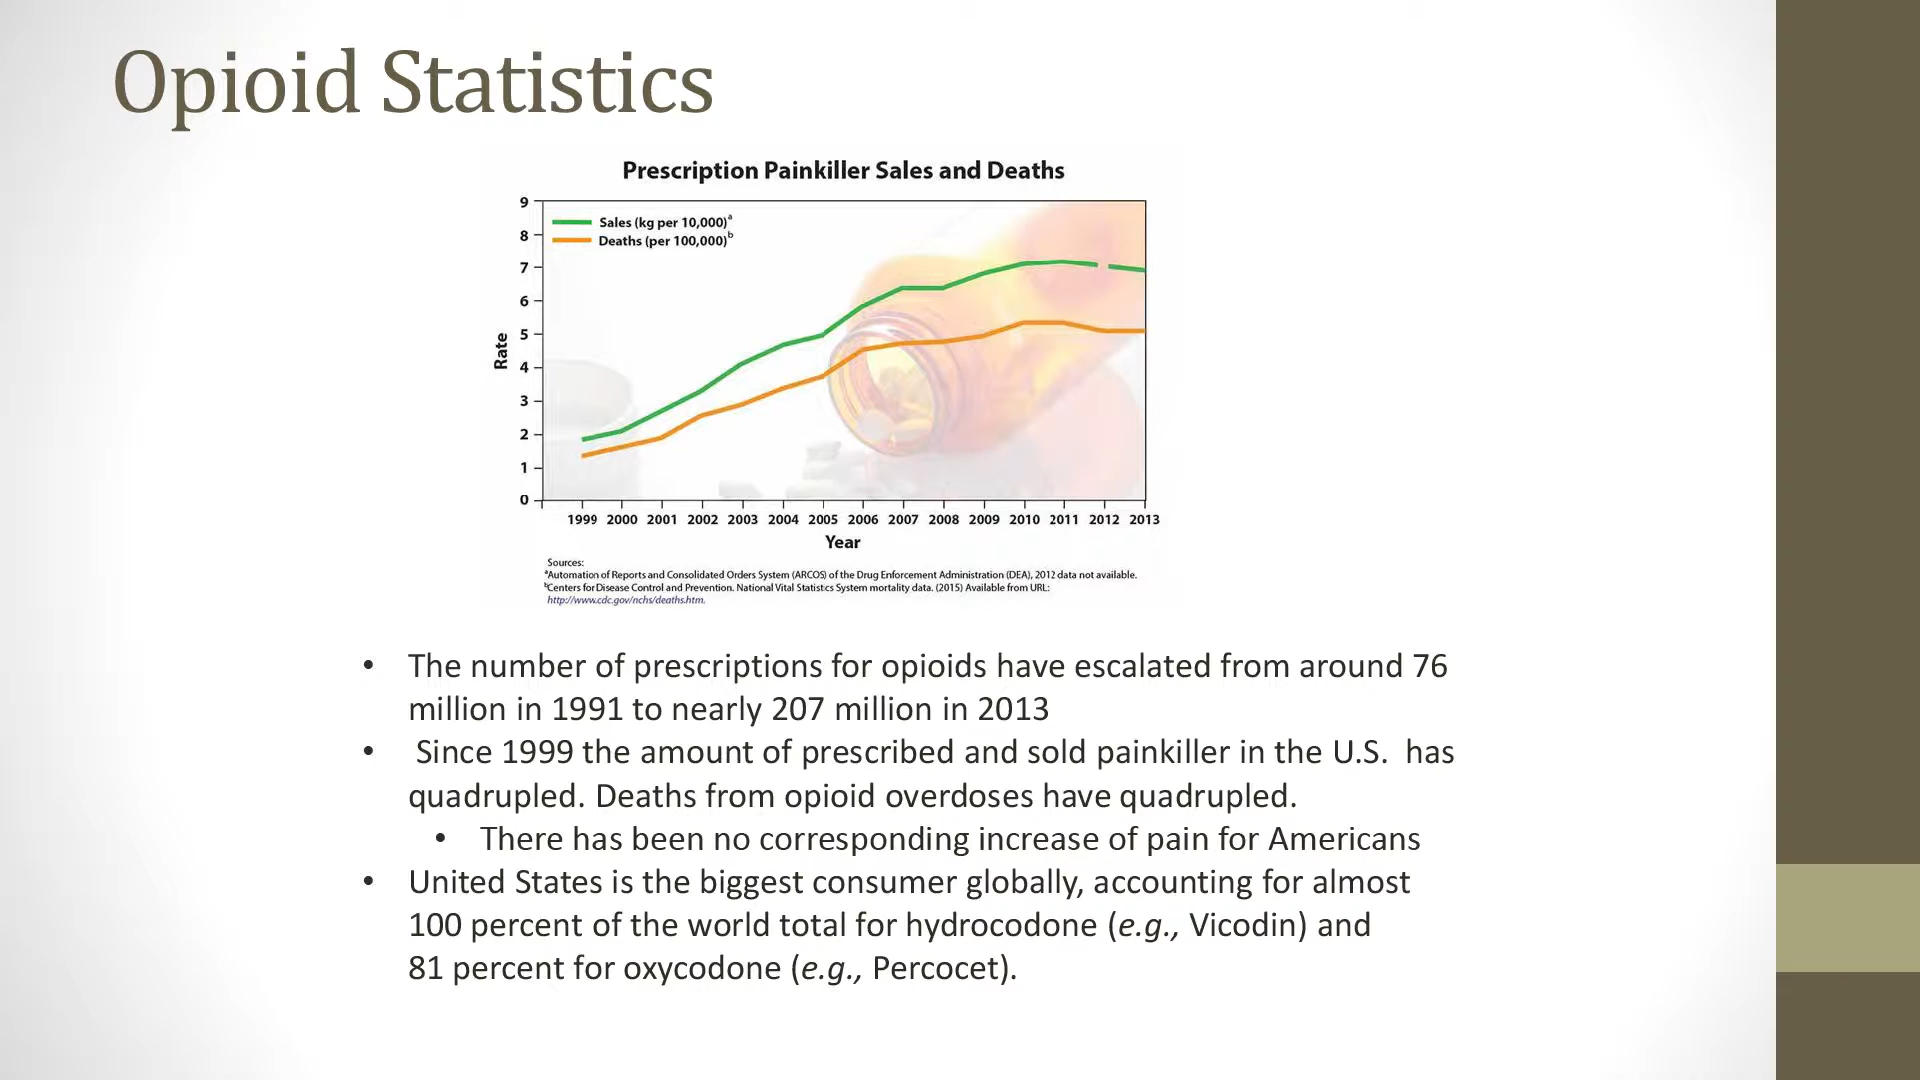 Opioid Statistics
Prescription Painkiller Sales and Deaths
Sales (kg per 10,000)a
Deaths (per 100,000)b
9
8
7
6
5
4
3
2
1
0
Rate
1999 2000 2001 2002 2003 2004 2005 2006 2007 2008 2009 2010 2011 2012 2013
Year
Sources:
aAutomation of Reports and Consolidated Orders System (ARCOS) of the Drug Enforcement Administration (DEA), 2012 data not available.
bCenters for Disease Control and Prevention. National Vital Statistics System mortality data. (2015) Available from URL:
http://www.cdc.gov/nchs/deaths.htm.
• The number of prescriptions for opioids have escalated from around 76
million in 1991 to nearly 207 million in 2013
• Since 1999 the amount of prescribed and sold painkiller in the U.S. has
quadrupled. Deaths from opioid overdoses have quadrupled.
• There has been no corresponding increase of pain for Americans
• United States is the biggest consumer globally, accounting for almost
100 percent of the world total for hydrocodone (e.g., Vicodin) and
81 percent for oxycodone (e.g., Percocet).